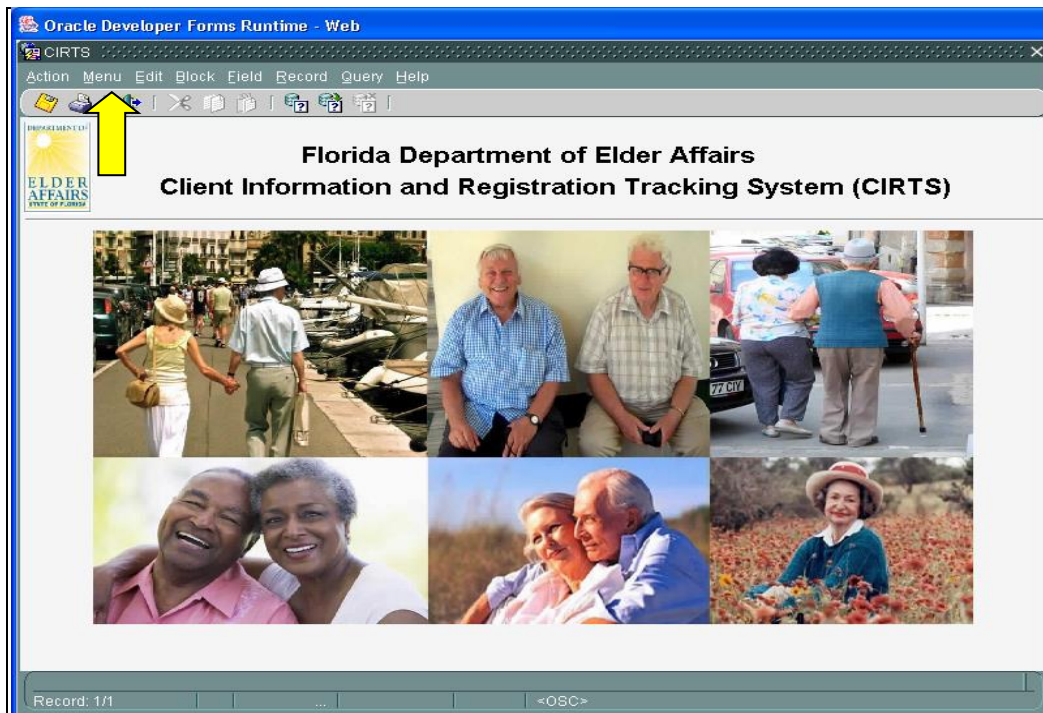 Oracle Developer Forms Runtime - Web
CIRTS
Action Menu Edit Block Field Record Query Help
DEPARTMENT OF
ELDER
AFFAIRS
STATE OF FLORIDA
Florida Department of Elder Affairs
Client Information and Registration Tracking System (CIRTS)
77 CIY
Record: 1/1 ... <OSC>